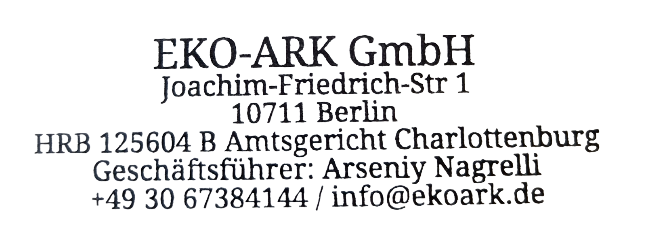 EKO-ARK GmbH
Joachim-Friedrich-Str 1
10711 Berlin
HRB 125604 B Amtsgericht Charlottenburg
Geschäftsführer: Arseniy Nagrelli
+49 30 67384144 / info@ekoark.de